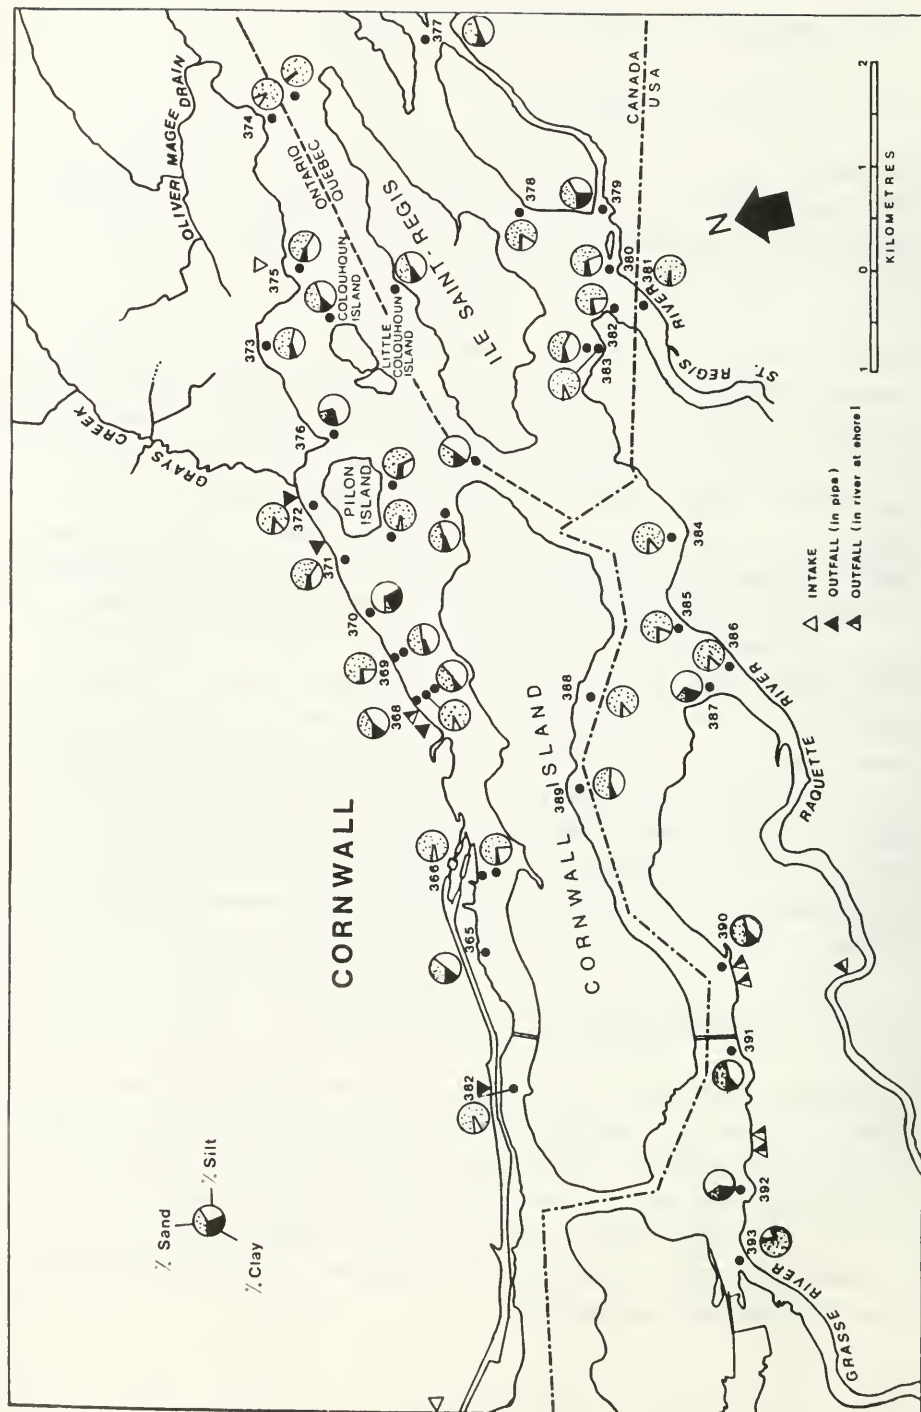 % Sand
% Silt
% Clay
CORNWALL
GRAYS
CREEK
OLIVER MAGEE
DRAIN
374
375
373
376
372
371
370
369
368
366
365
382
ONTARIO
QUEBEC
COLQUHOUN
ISLAND
LITTLE
COLQUHOUN
ISLAND
PILON
ISLAND
ILE SAINT-REGIS
CORNWALL ISLAND
377
378
379
380
381
382
383
384
385
386
387
388
389
390
391
392
393
CANADA
USA
ST.
REGIS
RIVER
RAQUETTE
RIVER
GRASSE
RIVER
N
INTAKE
OUTFALL (in pipe)
OUTFALL (in river at shore)
1
0
1
2
KILOMETRES